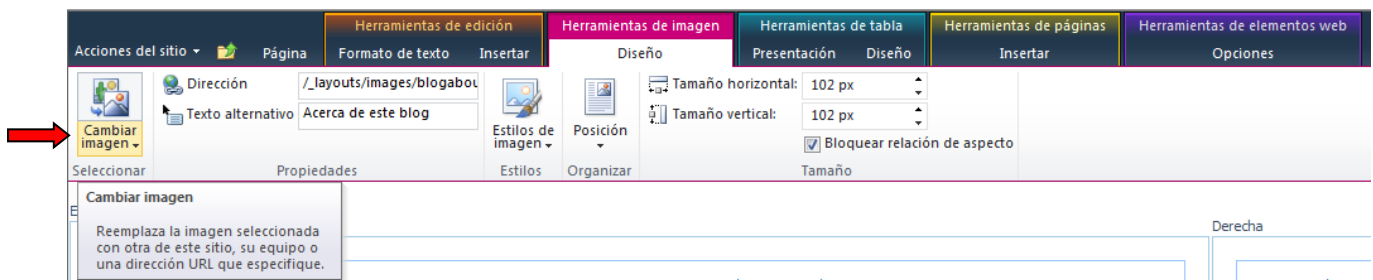 Herramientas de edición Herramientas de imagen Herramientas de tabla Herramientas de páginas Herramientas de elementos web
Acciones del sitio Página Formato de texto Insertar Diseño Presentación Diseño Insertar Opciones
Dirección /_layouts/images/blogabou Tamaño horizontal: 102 px
Texto alternativo Acerca de este blog Tamaño vertical: 102 px
Cambiar imagen Estilos de imagen Posición
Bloquear relación de aspecto
Seleccionar Propiedades Estilos Organizar Tamaño
Cambiar imagen
Reemplaza la imagen seleccionada
con otra de este sitio, su equipo o
una dirección URL que especifique.
Derecha